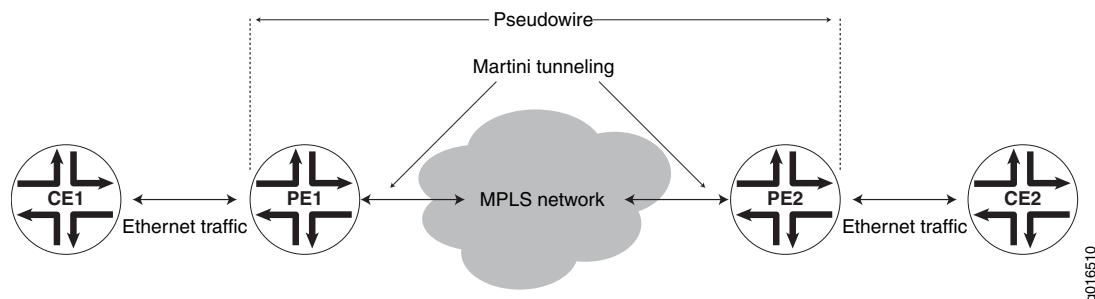 Pseudowire
Martini tunneling
CE1
PE1
MPLS network
PE2
CE2
Ethernet traffic
Ethernet traffic
g016510